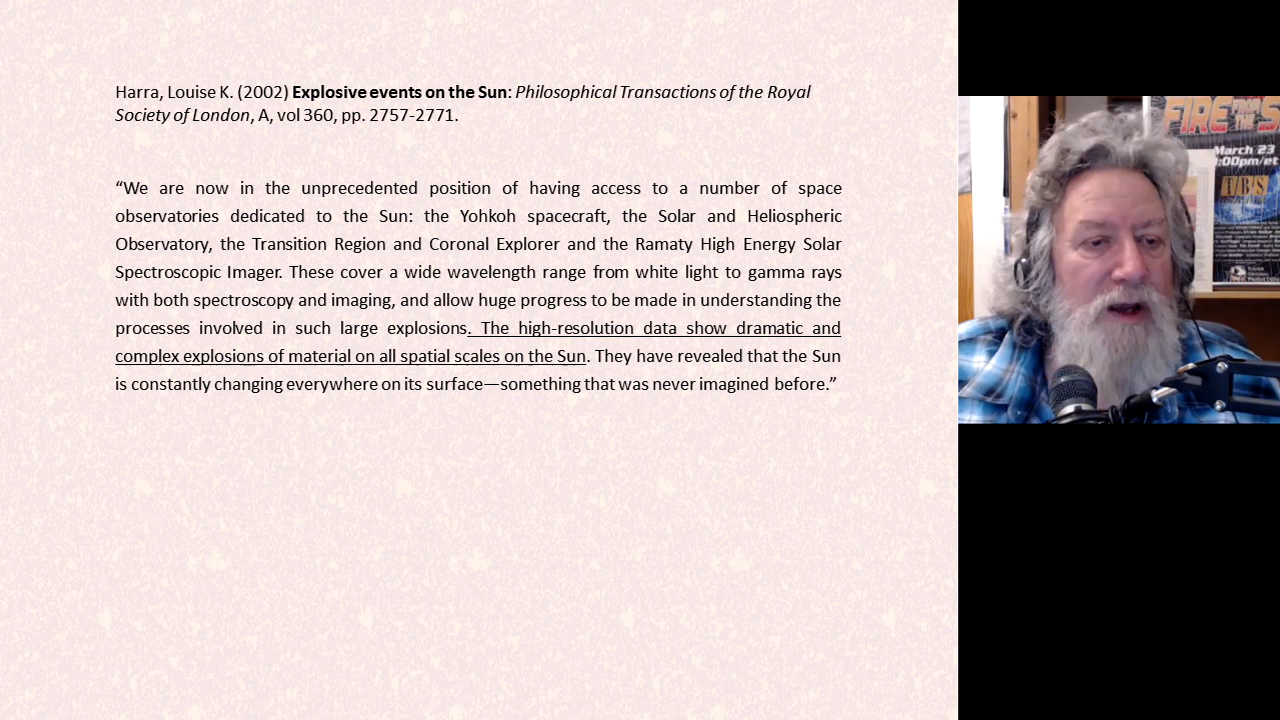 Harra, Louise K. (2002) Explosive events on the Sun: Philosophical Transactions of the Royal
Society of London, A, vol 360, pp. 2757-2771.
“We are now in the unprecedented position of having access to a number of space
observatories dedicated to the Sun: the Yohkoh spacecraft, the Solar and Heliospheric
Observatory, the Transition Region and Coronal Explorer and the Ramaty High Energy Solar
Spectroscopic Imager. These cover a wide wavelength range from white light to gamma rays
with both spectroscopy and imaging, and allow huge progress to be made in understanding the
processes involved in such large explosions. The high-resolution data show dramatic and
complex explosions of material on all spatial scales on the Sun. They have revealed that the Sun
is constantly changing everywhere on its surface—something that was never imagined before.”
FIRE FROM THE
March 23
:00pm/et
TBS